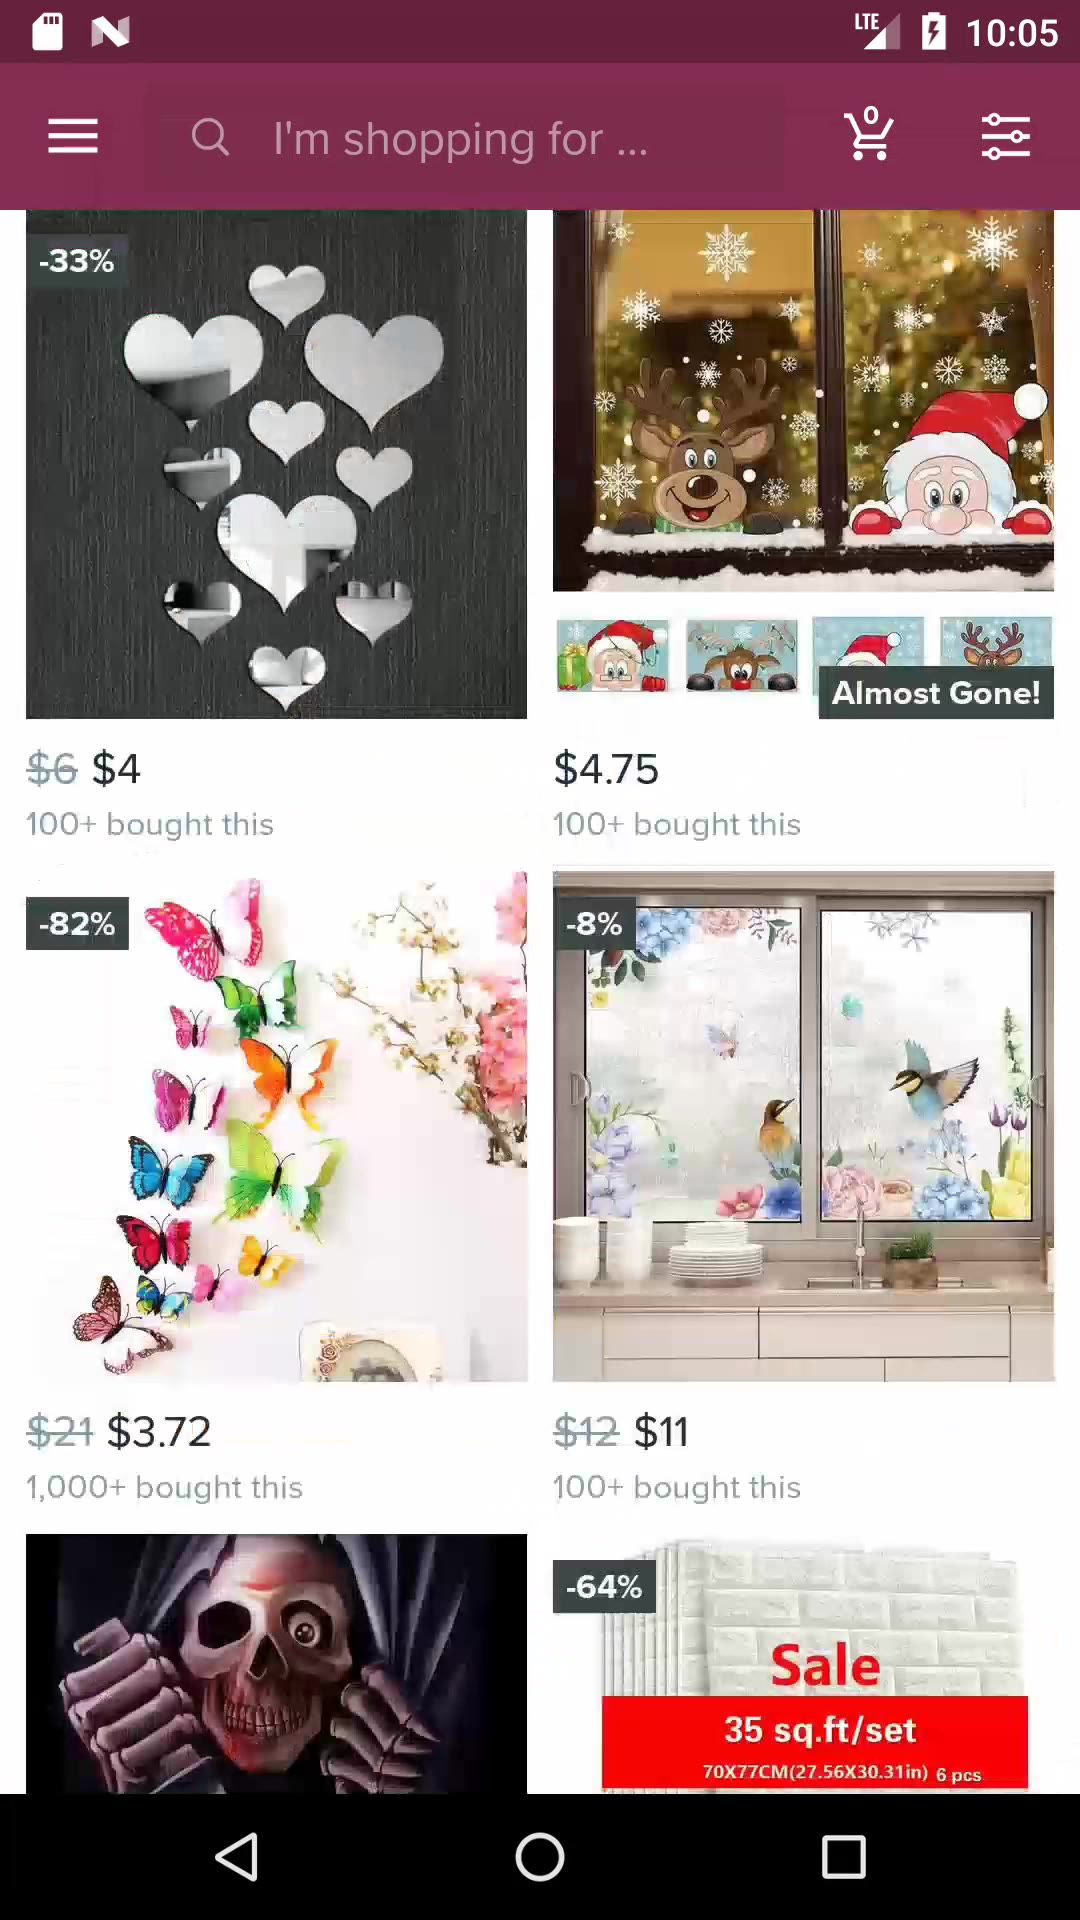 LTE 10:05
I'm shopping for ...
0
-33%
Almost Gone!
$6 $4
$4.75
100+ bought this
100+ bought this
-82%
-8%
$21 $3.72
$12 $11
1,000+ bought this
100+ bought this
-64%
Sale
35 sq.ft/set
70X77CM(27.56X30.31in) 6 pcs